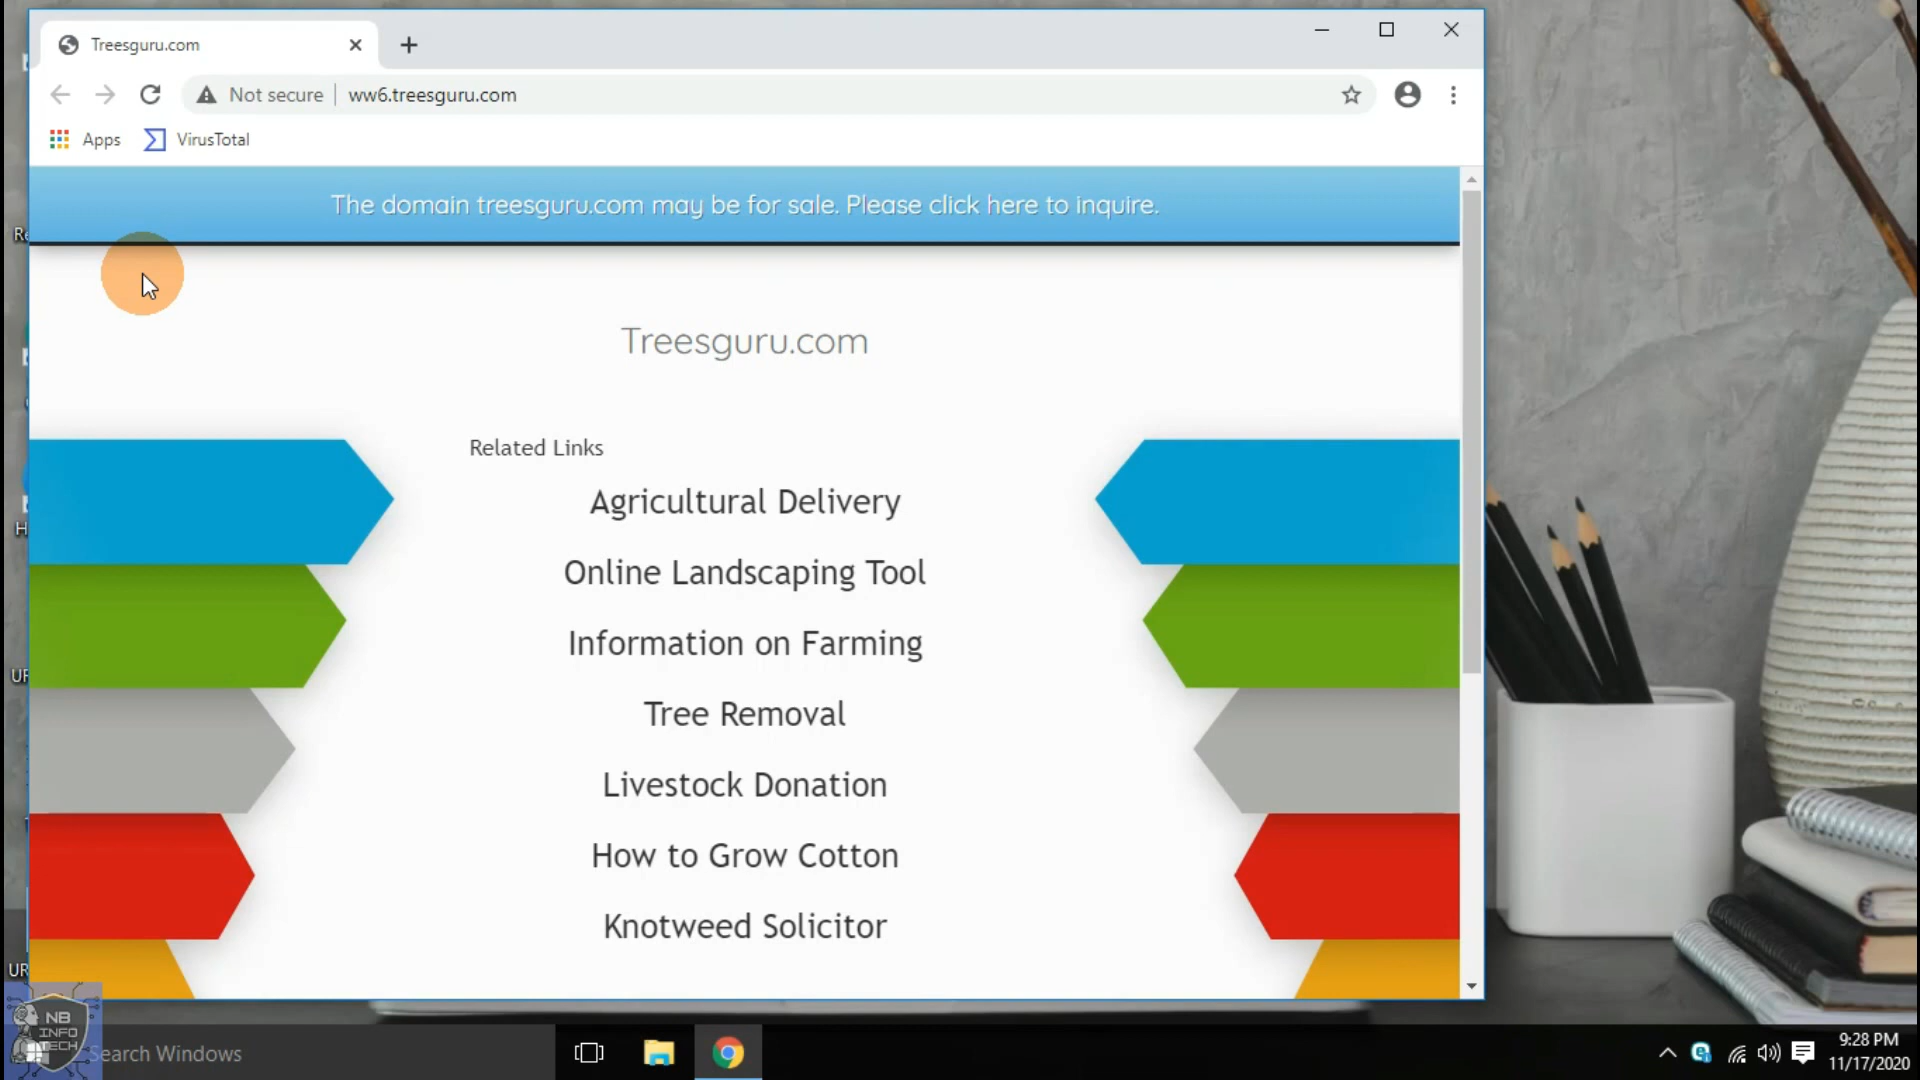 Treesguru.com
Not secure
ww6.treesguru.com
Apps
VirusTotal
The domain treesguru.com may be for sale. Please click here to inquire.
Treesguru.com
Related Links
Agricultural Delivery
Online Landscaping Tool
Information on Farming
Tree Removal
Livestock Donation
How to Grow Cotton
Knotweed Solicitor
NB
INFO
TECH
Search Windows
9:28 PM
11/17/2020